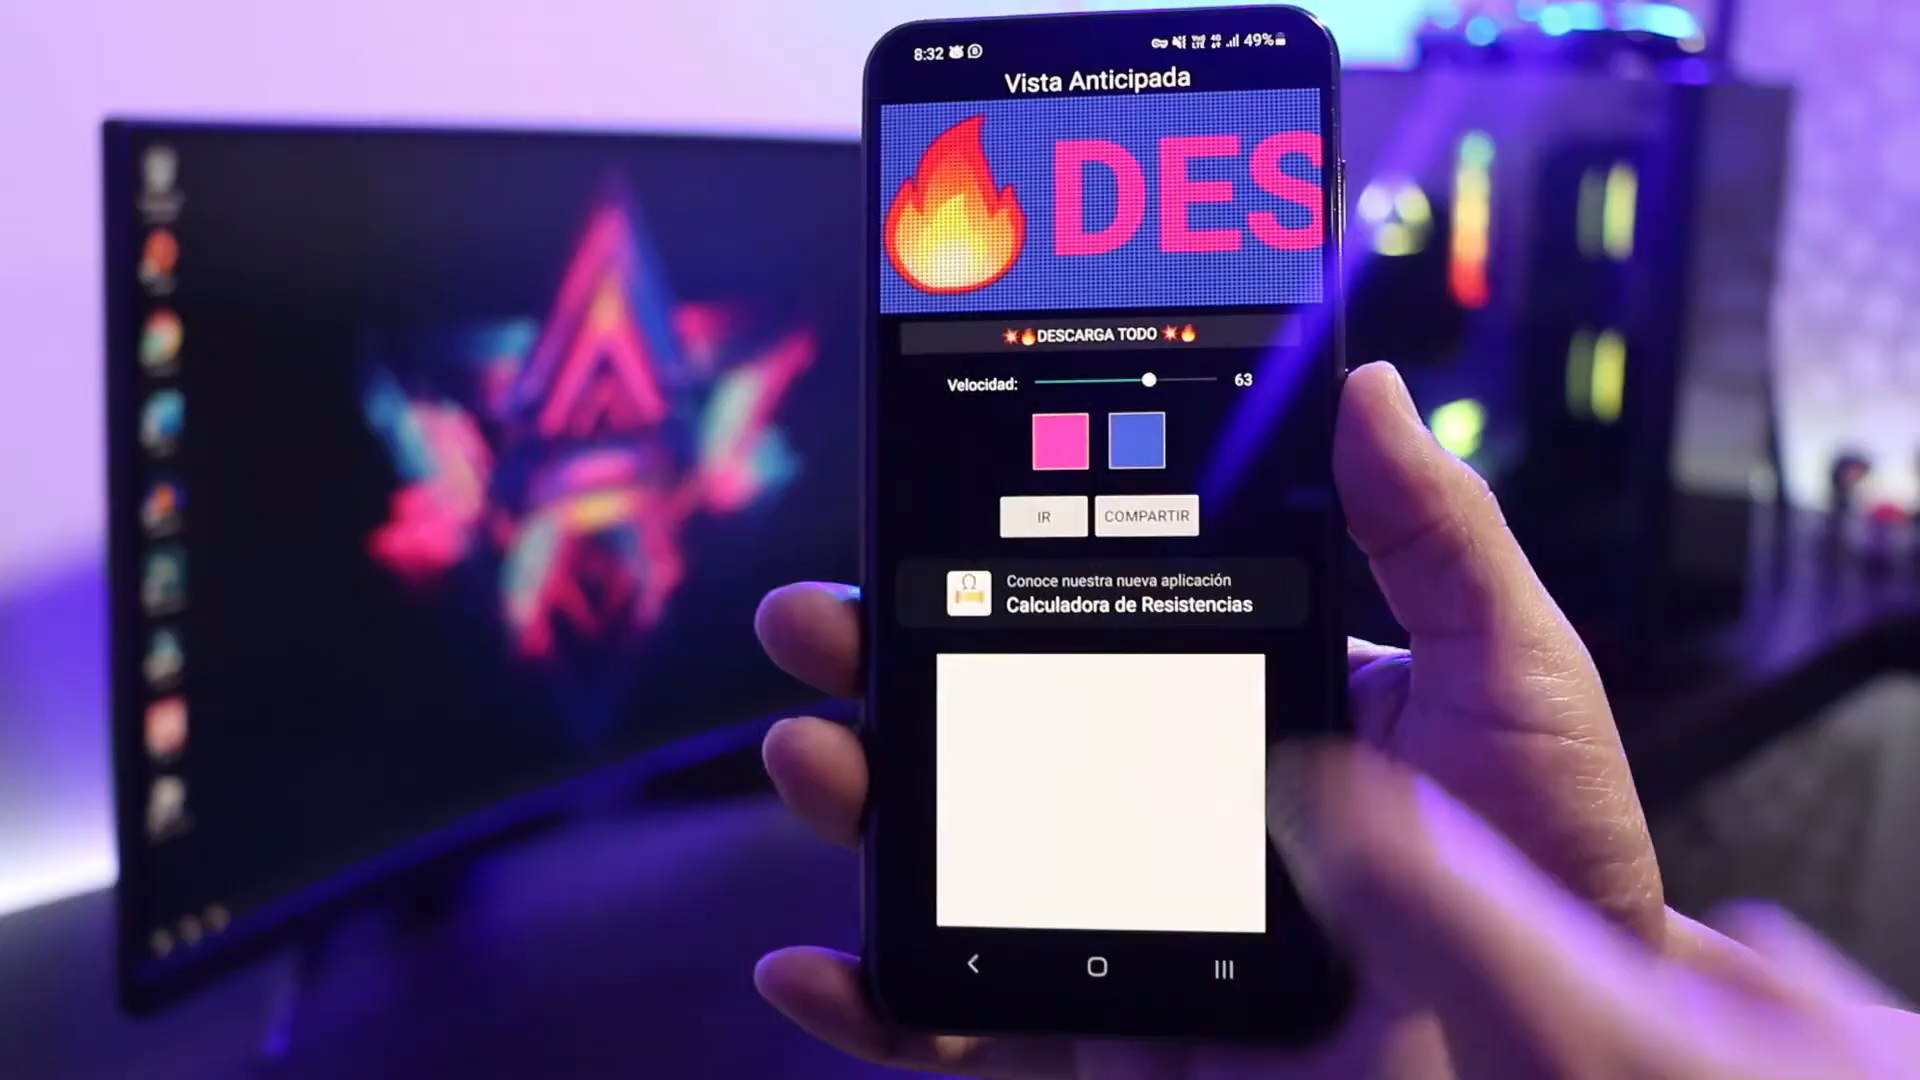 8:32
49%
Vista Anticipada
🔥DES
💥🔥DESCARGA TODO 💥🔥
Velocidad: 63
IR COMPARTIR
Conoce nuestra nueva aplicación
Calculadora de Resistencias